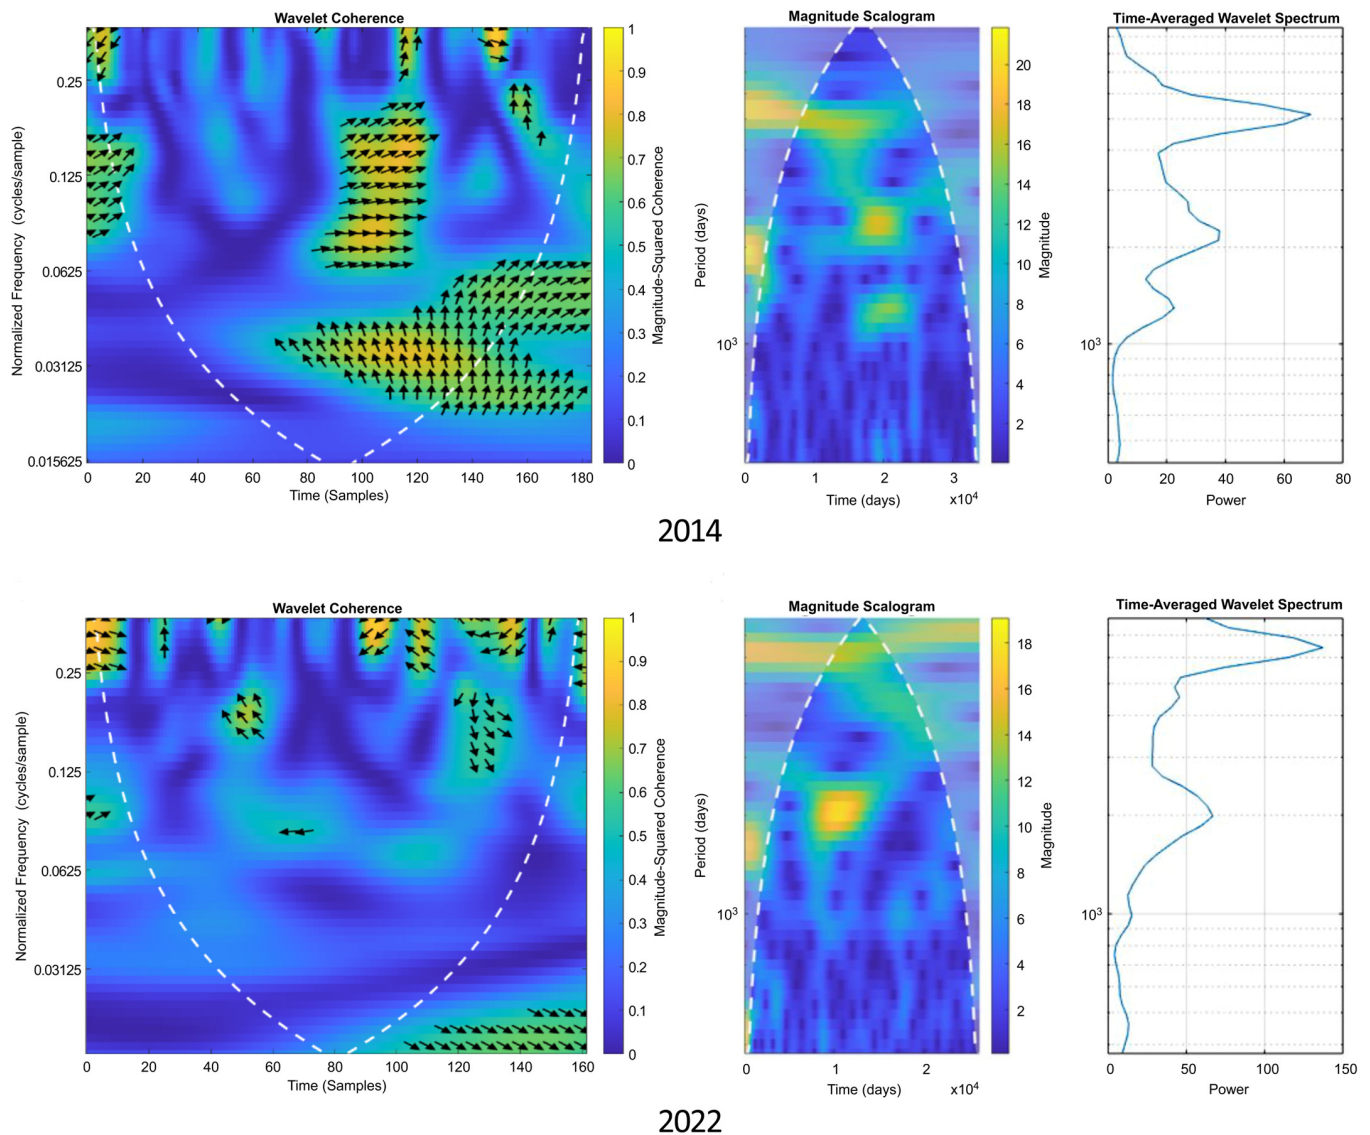 Wavelet Coherence
Magnitude Scalogram
Time-Averaged Wavelet Spectrum
Normalized Frequency (cycles/sample)
0.25
0.125
0.0625
0.03125
0.015625
0 20 40 60 80 100 120 140 160 180
Time (Samples)
1
0.9
0.8
0.7
0.6
0.5
0.4
0.3
0.2
0.1
0
Magnitude-Squared Coherence
Period (days)
10³
0 1 2 3
x10⁴
Time (days)
20
18
16
14
12
10
8
6
4
2
Magnitude
10³
0 20 40 60 80
Power
2014
Wavelet Coherence
Magnitude Scalogram
Time-Averaged Wavelet Spectrum
Normalized Frequency (cycles/sample)
0.25
0.125
0.0625
0.03125
0 20 40 60 80 100 120 140 160
Time (Samples)
1
0.9
0.8
0.7
0.6
0.5
0.4
0.3
0.2
0.1
0
Magnitude-Squared Coherence
Period (days)
10³
0 1 2
x10⁴
Time (days)
18
16
14
12
10
8
6
4
2
Magnitude
10³
0 50 100 150
Power
2022